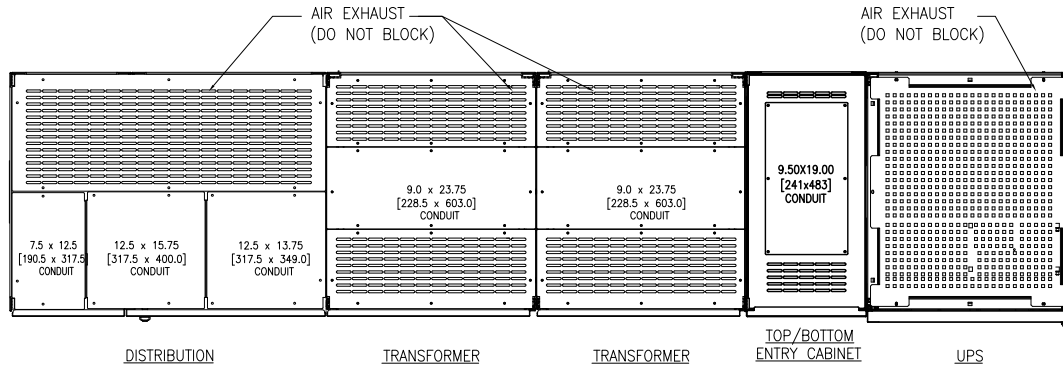 AIR EXHAUST
(DO NOT BLOCK)
AIR EXHAUST
(DO NOT BLOCK)
7.5 x 12.5
[190.5 x 317.5]
CONDUIT
12.5 x 15.75
[317.5 x 400.0]
CONDUIT
12.5 x 13.75
[317.5 x 349.0]
CONDUIT
9.0 x 23.75
[228.5 x 603.0]
CONDUIT
9.0 x 23.75
[228.5 x 603.0]
CONDUIT
9.50X19.00
[241x483]
CONDUIT
DISTRIBUTION
TRANSFORMER
TRANSFORMER
TOP/BOTTOM
ENTRY CABINET
UPS